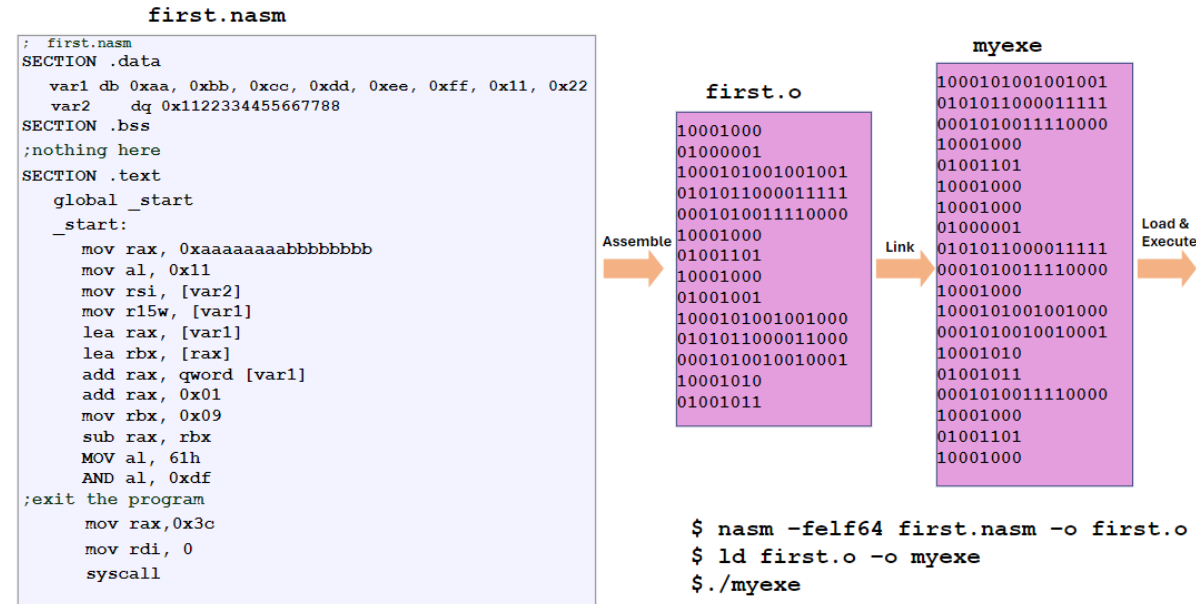 first.nasm
; first.nasm
SECTION .data
var1 db 0xaa, 0xbb, 0xcc, 0xdd, 0xee, 0xff, 0x11, 0x22
var2 dq 0x1122334455667788
SECTION .bss
;nothing here
SECTION .text
global _start
_start:
mov rax, 0xaaaaaaaabbbbbbbb
mov al, 0x11
mov rsi, [var2]
mov r15w, [var1]
lea rax, [var1]
lea rbx, [rax]
add rax, qword [var1]
add rax, 0x01
mov rbx, 0x09
sub rax, rbx
MOV al, 61h
AND al, 0xdf
;exit the program
mov rax,0x3c
mov rdi, 0
syscall
Assemble
first.o
10001000
01000001
1000101001001001
0101011000011111
0001010011110000
10001000
01001101
10001000
01001001
1000101001001000
0101011000011000
0001010010010001
10001010
01001011
Link
myexe
1000101001001001
0101011000011111
0001010011110000
10001000
01001101
10001000
10001000
01000001
0101011000011111
0001010011110000
10001000
1000101001001000
0001010010010001
10001010
01001011
0001010011110000
10001000
01001101
10001000
Load &
Execute
$ nasm –felf64 first.nasm –o first.o
$ ld first.o –o myexe
$./myexe